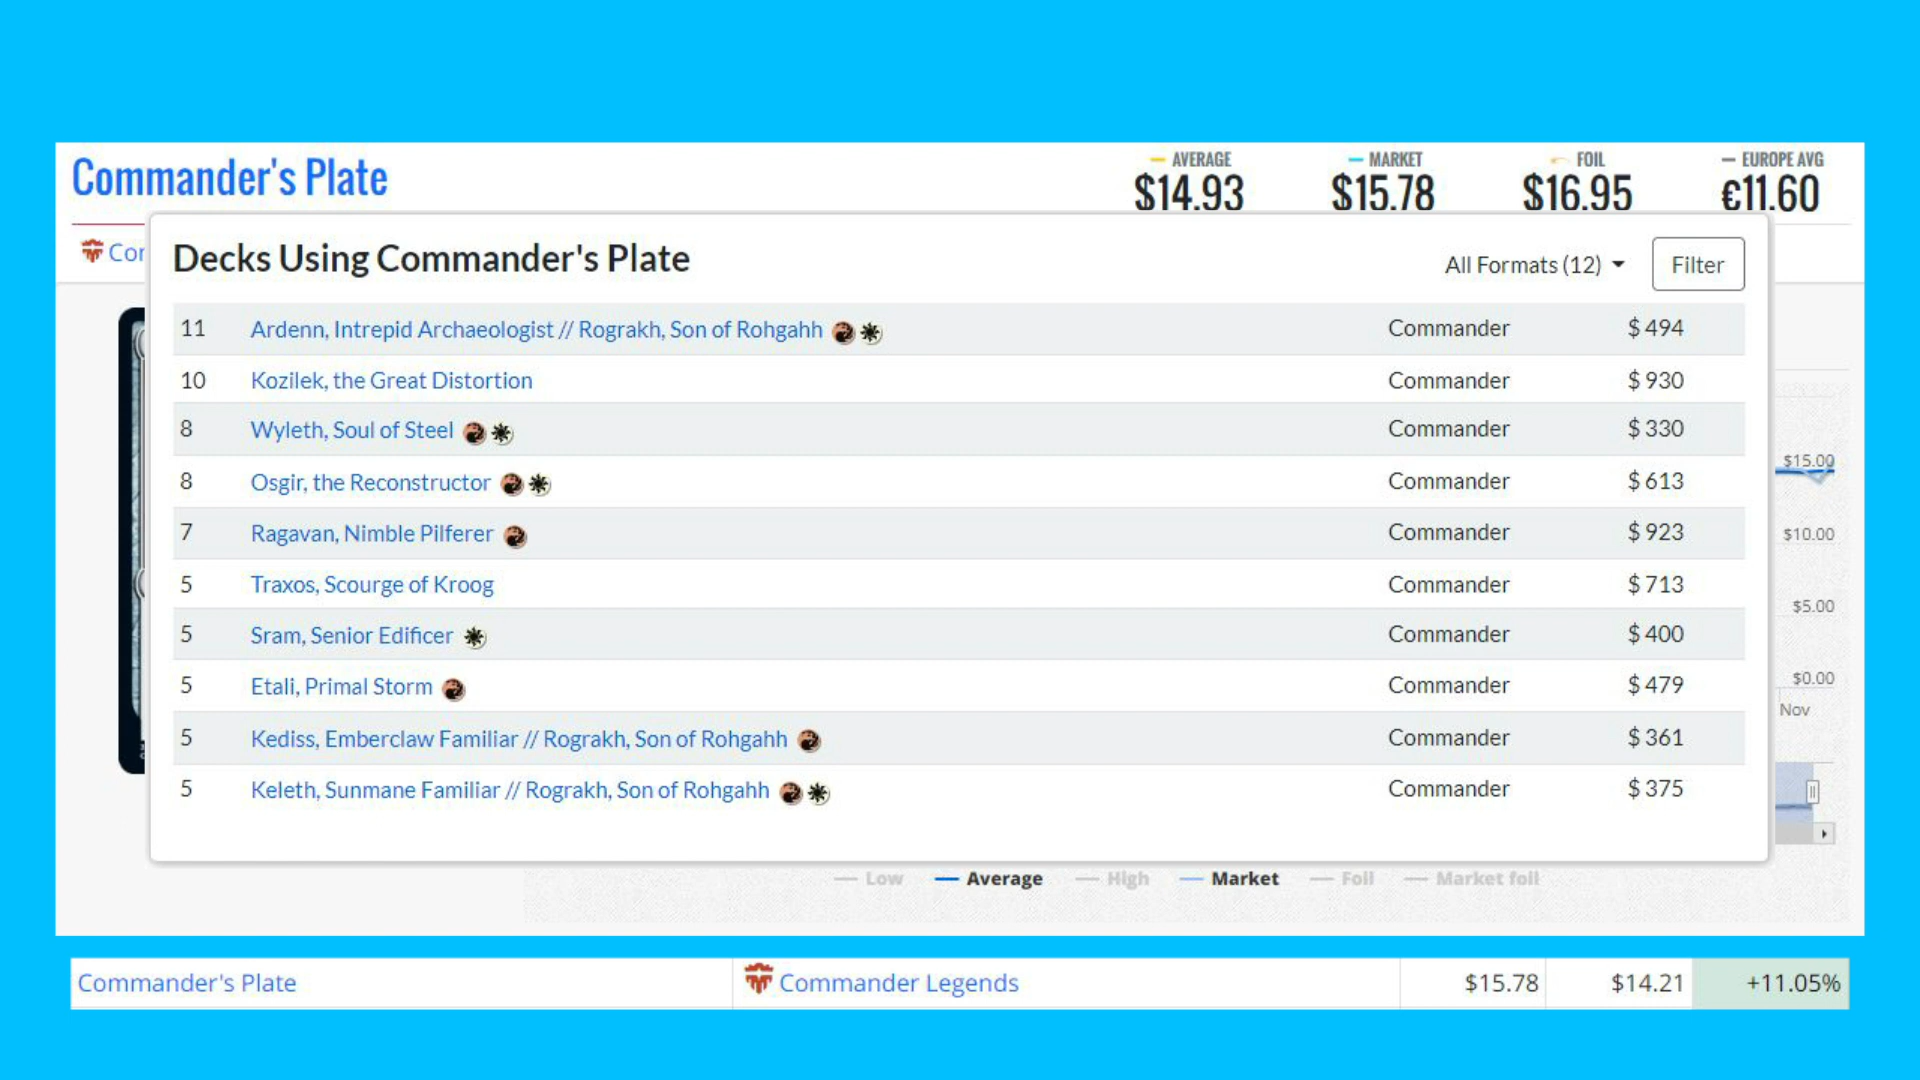 Commander's Plate
AVERAGE MARKET FOIL EUROPE AVG
$14.93 $15.78 $16.95 €11.60
Cor
Decks Using Commander's Plate
All Formats (12) Filter
11 Ardenn, Intrepid Archaeologist // Rograkh, Son of Rohgahh Commander $ 494
10 Kozilek, the Great Distortion Commander $ 930
8 Wyleth, Soul of Steel Commander $ 330
8 Osgir, the Reconstructor Commander $ 613
7 Ragavan, Nimble Pilferer Commander $ 923
5 Traxos, Scourge of Kroog Commander $ 713
5 Sram, Senior Edificer Commander $ 400
5 Etali, Primal Storm Commander $ 479
5 Kediss, Emberclaw Familiar // Rograkh, Son of Rohgahh Commander $ 361
5 Keleth, Sunmane Familiar // Rograkh, Son of Rohgahh Commander $ 375
$15.00
$10.00
$5.00
$0.00
Nov
Low Average High Market Foil Market foil
Commander's Plate Commander Legends $15.78 $14.21 +11.05%